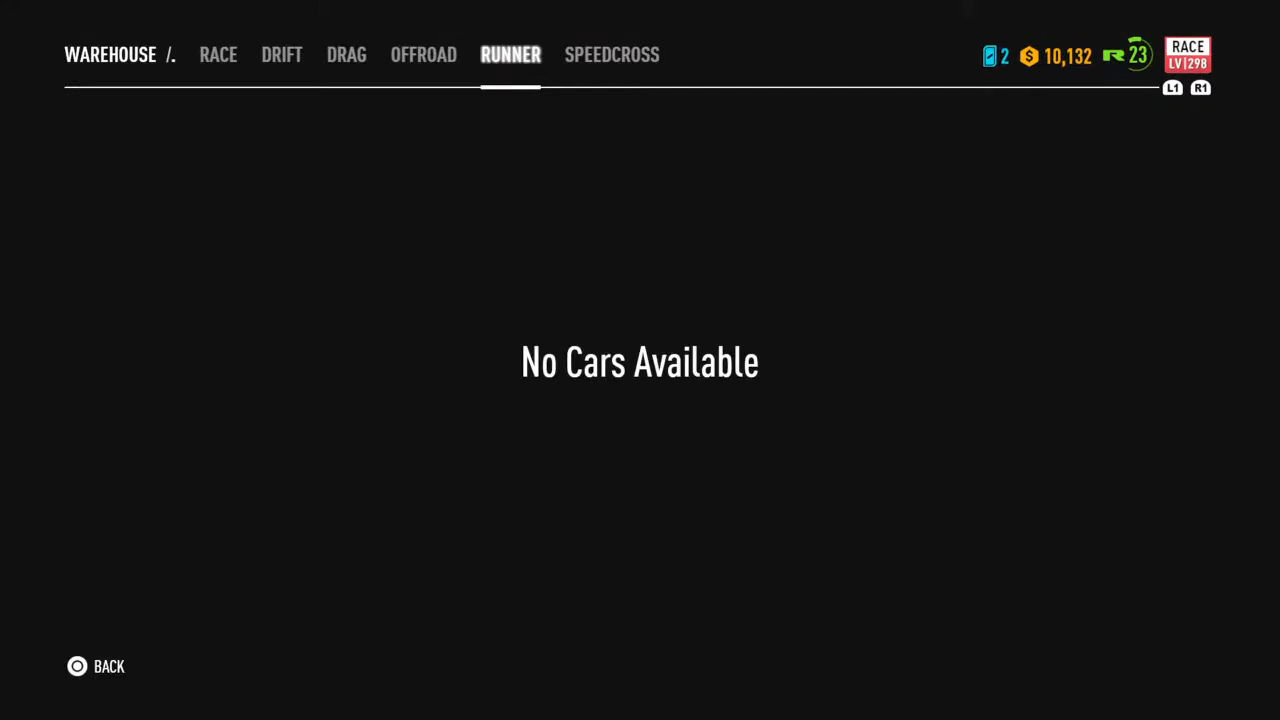 WAREHOUSE /. RACE DRIFT DRAG OFFROAD RUNNER SPEEDCROSS 2 10,132 R 23 RACE
LV|298
L1 R1
No Cars Available
BACK